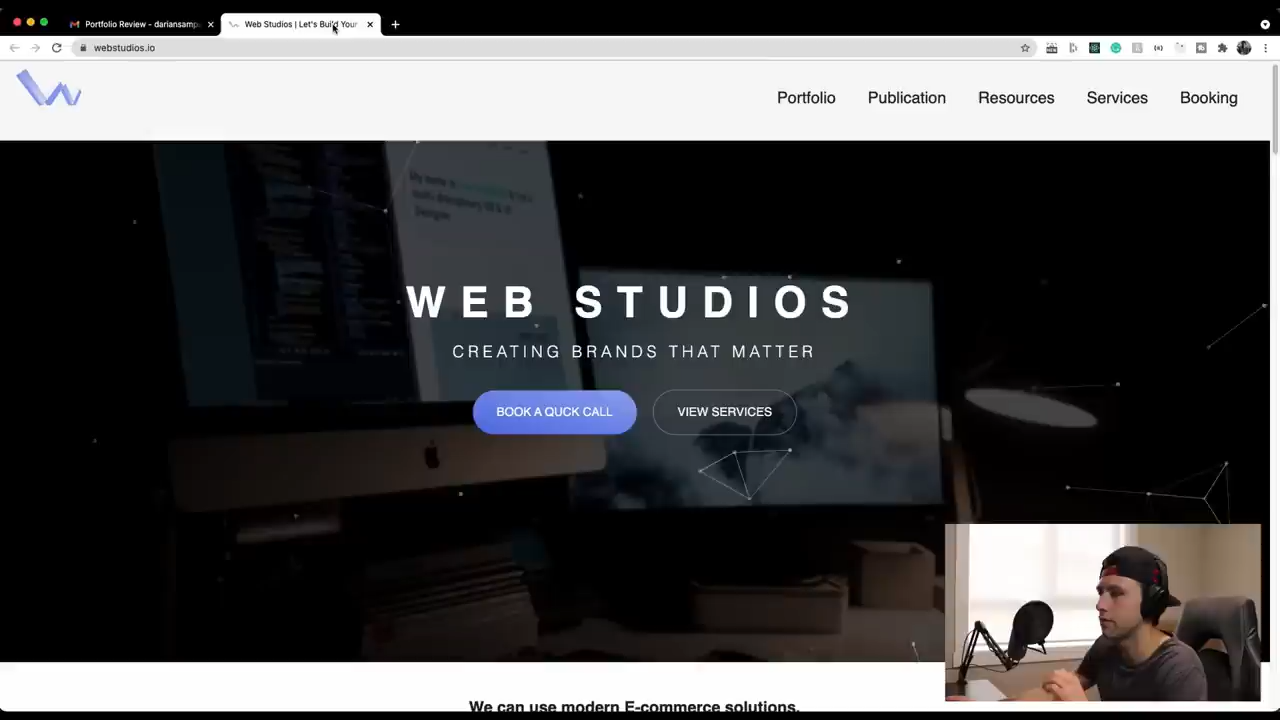 Portfolio Review - dariansamp
Web Studios | Let's Build Your
webstudios.io
Portfolio
Publication
Resources
Services
Booking
WEB STUDIOS
CREATING BRANDS THAT MATTER
BOOK A QUCK CALL
VIEW SERVICES
We can use modern E-commerce solutions,